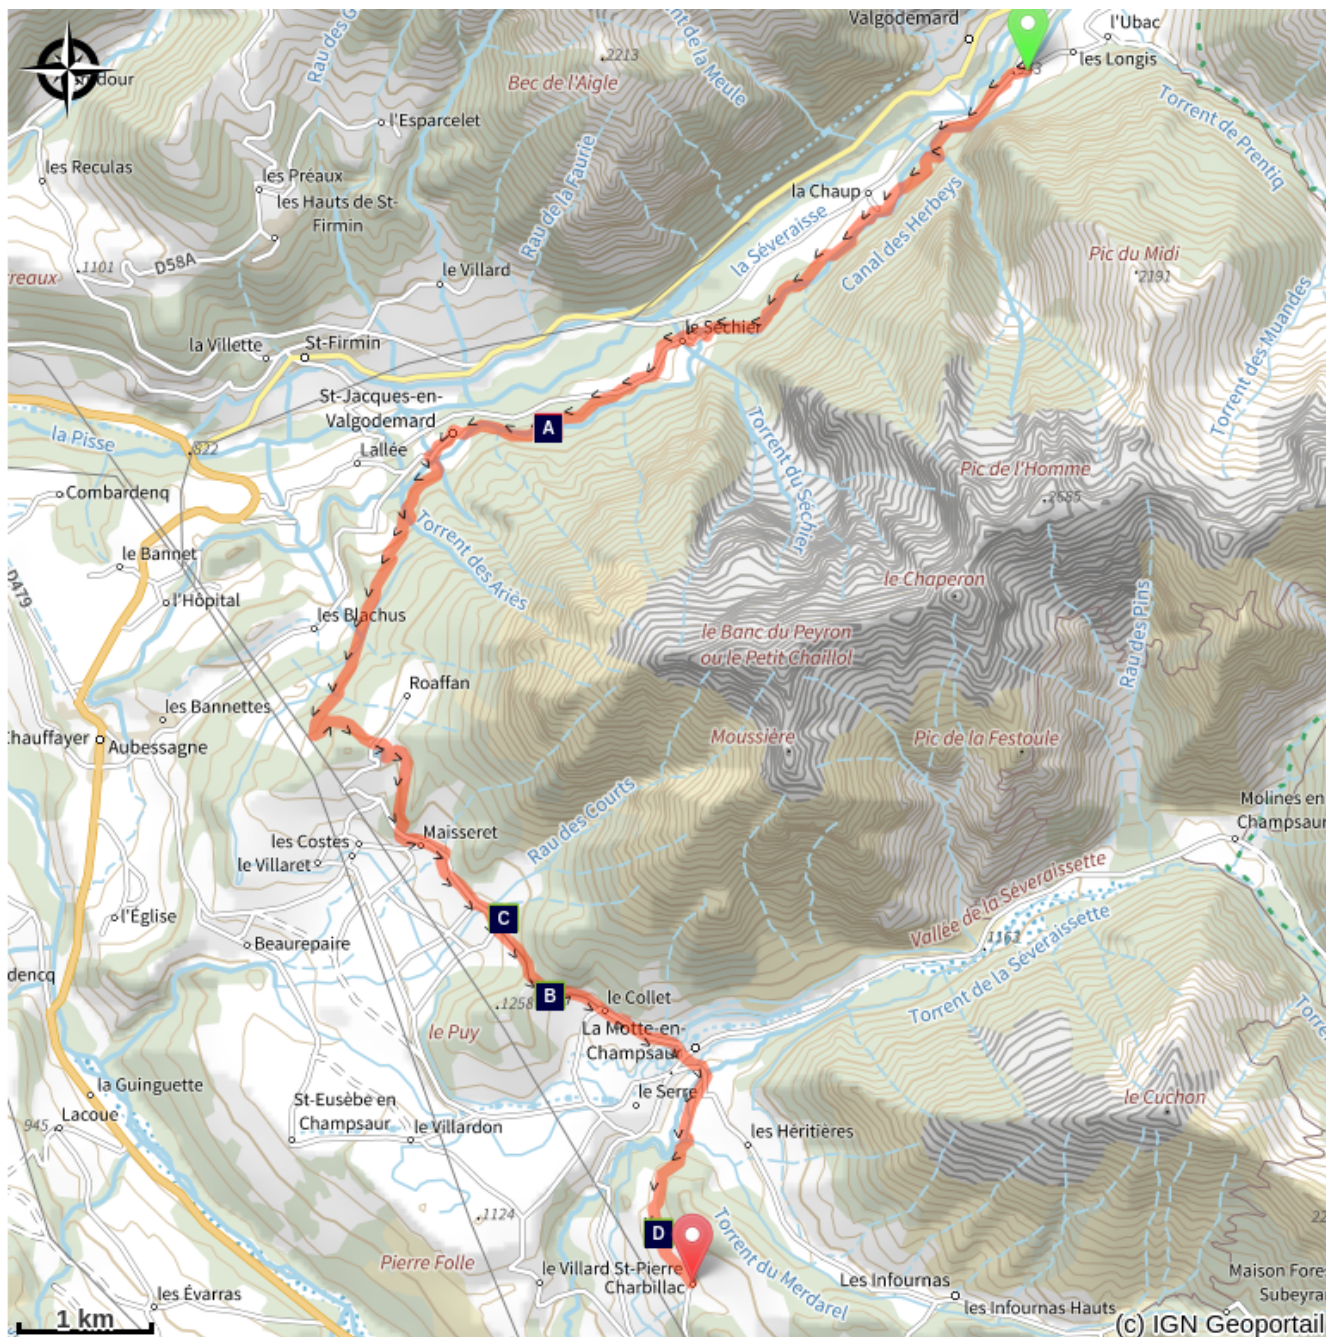 Valgodemard
l'Ubac
les Longis
Bec de l'Aigle
2213
l'Esparcelet
Torrent de Prentiq
les Reculas
les Préaux
les Hauts de St-
Firmin
Rau de la Faurie
la Chaup
la Séveraisse
Canal des Herbeys
Pic du Midi
2191
D58A
1101
le Villard
Torrent des Muandes
la Villette
St-Firmin
le Séchier
St-Jacques-en-
Valgodemard
A
la Pisse
822
Lallée
Torrent du Séchier
Pic de l'Homme
2685
Combardenq
Torrent des Ariès
le Bannet
D479
l'Hôpital
le Chaperon
les Blachus
le Banc du Peyron
ou le Petit Chaillol
Rau des Pins
Roaffan
les Bannettes
Chauffayer
Aubessagne
Moussière
Pic de la Festoule
Rau des Courts
Molines en
Champsaur
les Costes
Maisseret
le Villaret
Vallée de la Séveraissette
l'Église
C
Beaurepaire
1163
Torrent de la Séveraissette
dencq
B
1258
le Collet
le Puy
La Motte-en-
Champsaur
la Guinguette
St-Eusèbe en
Champsaur
le Serre
le Cuchon
Lacoue
945
le Villardon
les Héritières
1124
D
Pierre Folle
le Villard St-Pierre
Charbillac
Torrent du Merdarel
Les Infournas
les Infournas Hauts
les Évarras
1 km
(c) IGN Geoportail